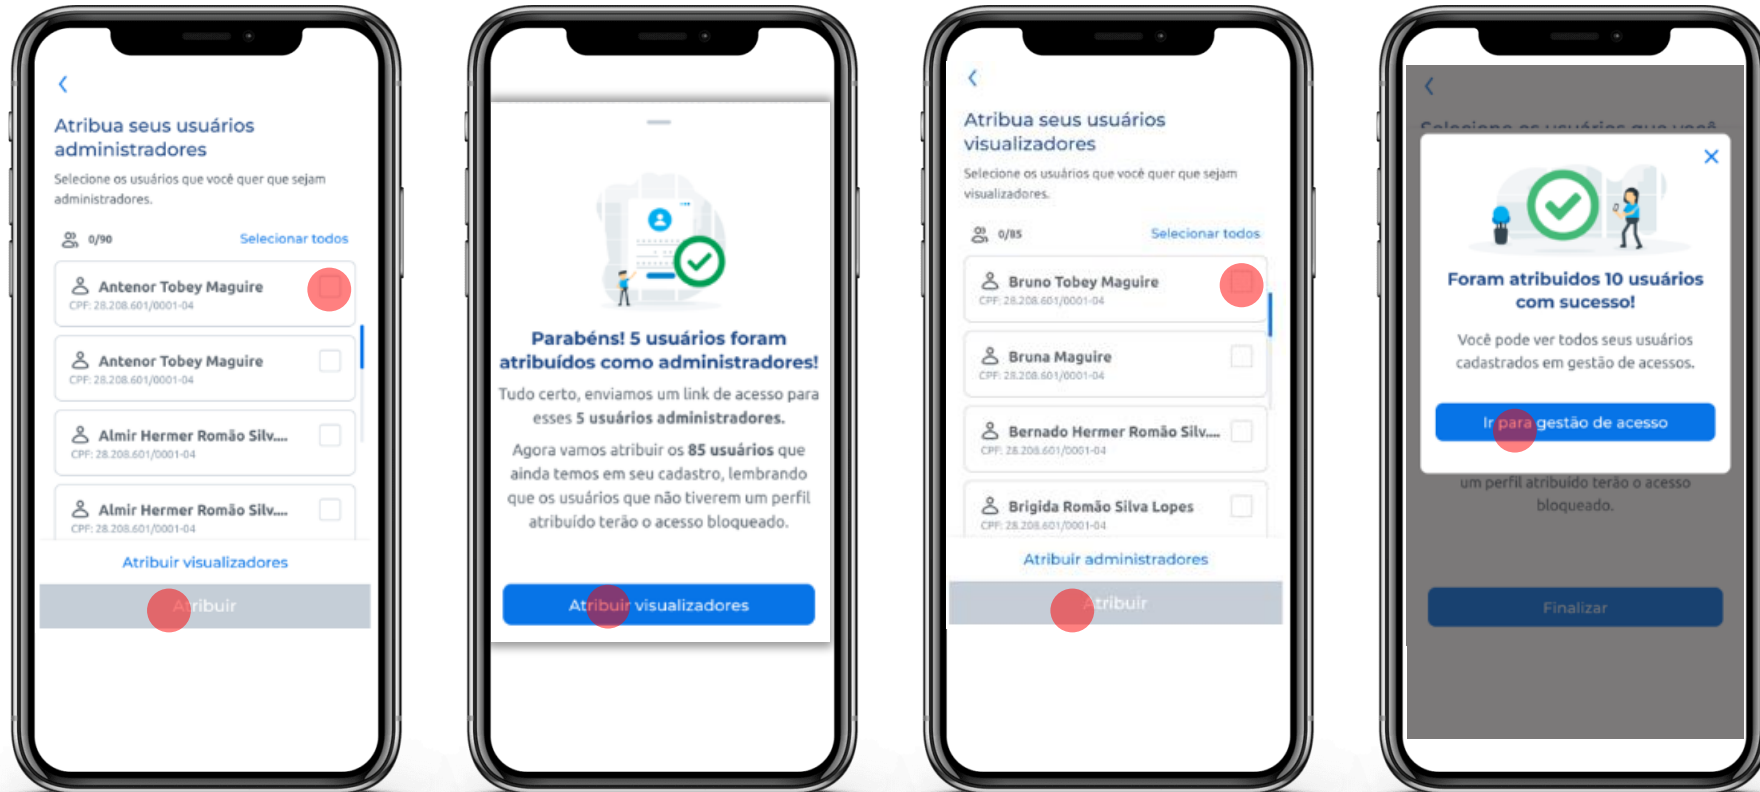 Atribua seus usuários
administradores
Selecione os usuários que você quer que sejam
administradores.
0/90
Selecionar todos
Antenor Tobey Maguire
CPF: 28.208.601/0001-04
Antenor Tobey Maguire
CPF: 28.208.601/0001-04
Almir Hermer Romão Silv....
CPF: 28.208.601/0001-04
Almir Hermer Romão Silv....
CPF: 28.208.601/0001-04
Atribuir visualizadores
Atribuir
Parabéns! 5 usuários foram
atribuídos como administradores!
Tudo certo, enviamos um link de acesso para
esses 5 usuários administradores.
Agora vamos atribuir os 85 usuários que
ainda temos em seu cadastro, lembrando
que os usuários que não tiverem um perfil
atribuído terão o acesso bloqueado.
Atribuir visualizadores
Atribua seus usuários
visualizadores
Selecione os usuários que você quer que sejam
visualizadores.
0/85
Selecionar todos
Bruno Tobey Maguire
CPF: 28.208.601/0001-04
Bruna Maguire
CPF: 28.208.601/0001-04
Bernado Hermer Romão Silv....
CPF: 28.208.601/0001-04
Brigida Romão Silva Lopes
CPF: 28.208.601/0001-04
Atribuir administradores
Atribuir
Selecione os usuários que você
Foram atribuidos 10 usuários
com sucesso!
Você pode ver todos seus usuários
cadastrados em gestão de acessos.
Ir para gestão de acesso
um perfil atribuído terão o acesso
bloqueado.
Finalizar